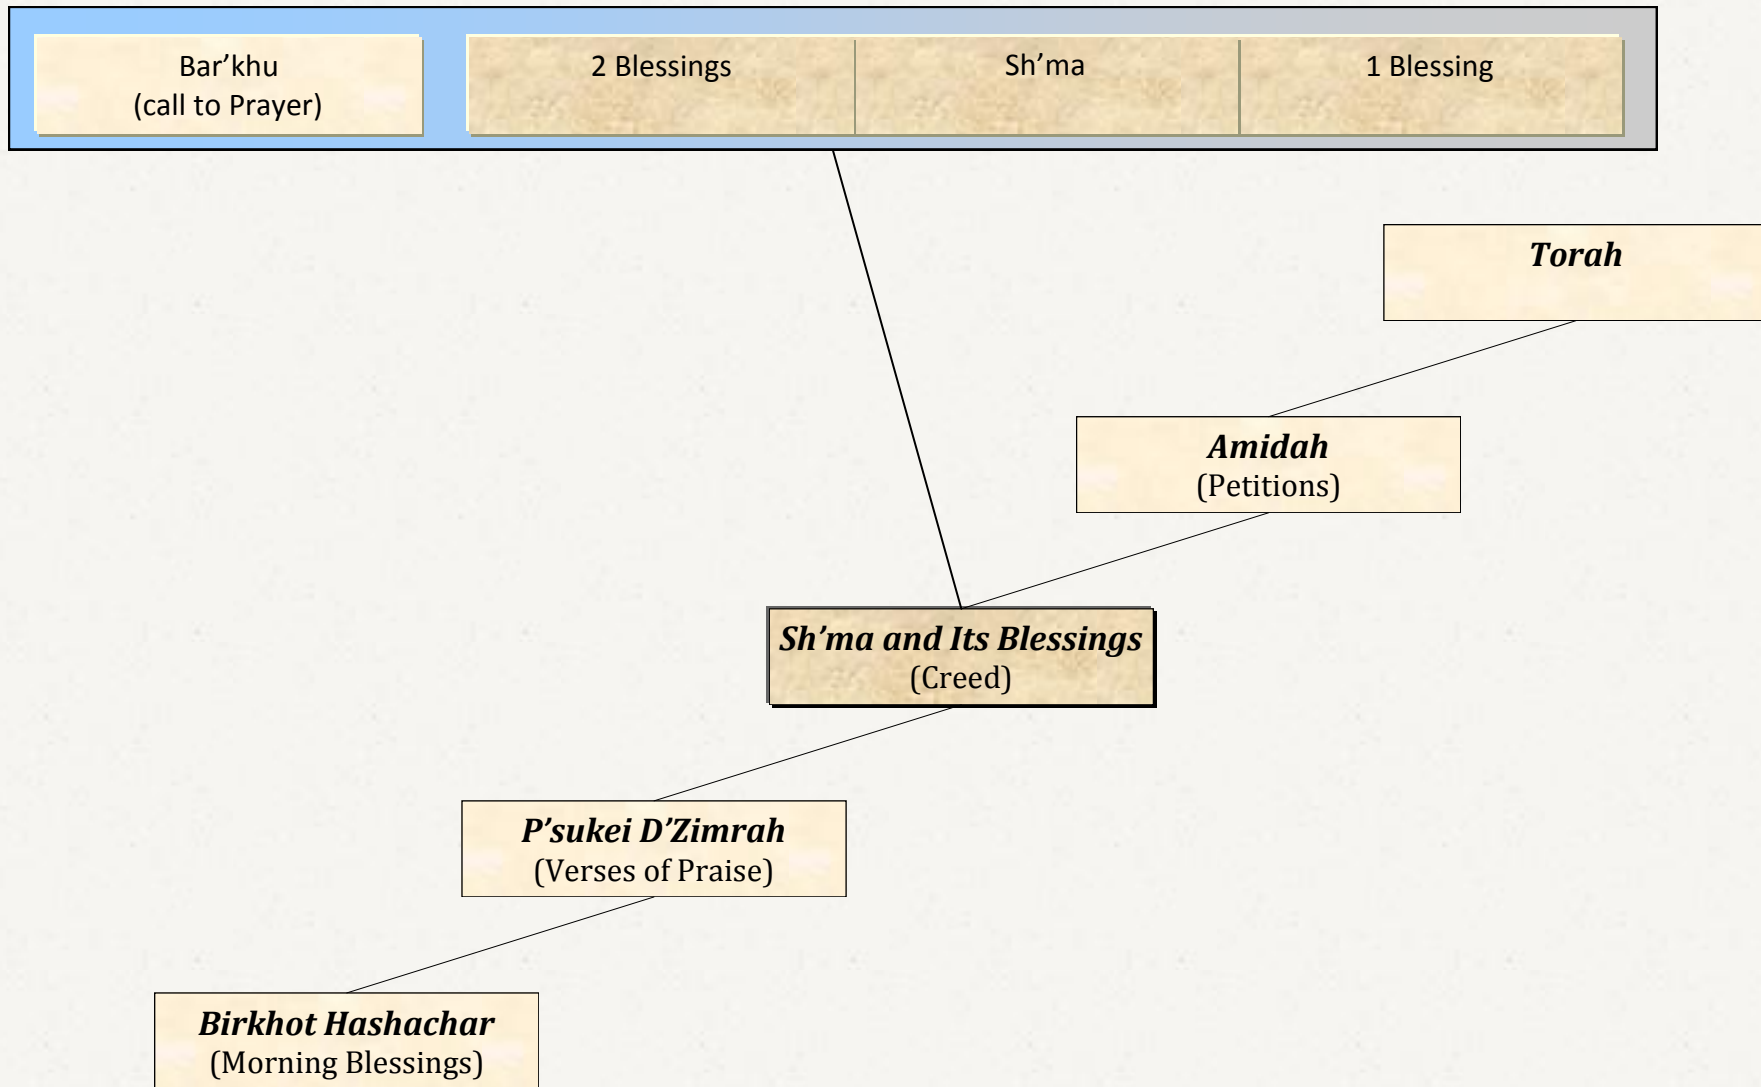 Bar’khu
(call to Prayer)
2 Blessings
Sh’ma
1 Blessing
Torah
Amidah
(Petitions)
Sh’ma and Its Blessings
(Creed)
P’sukei D’Zimrah
(Verses of Praise)
Birkhot Hashachar
(Morning Blessings)